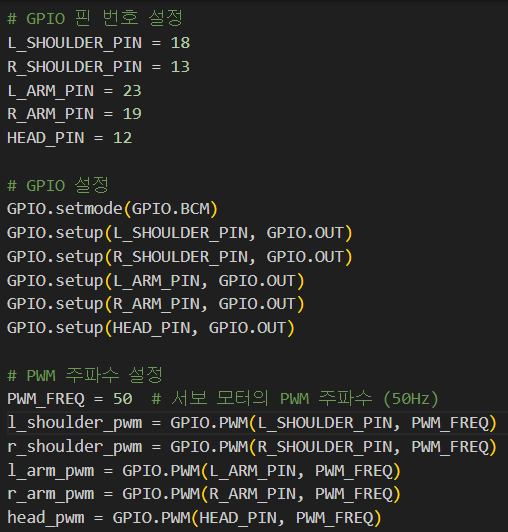 # GPIO 핀 번호 설정
L_SHOULDER_PIN = 18
R_SHOULDER_PIN = 13
L_ARM_PIN = 23
R_ARM_PIN = 19
HEAD_PIN = 12
# GPIO 설정
GPIO.setmode(GPIO.BCM)
GPIO.setup(L_SHOULDER_PIN, GPIO.OUT)
GPIO.setup(R_SHOULDER_PIN, GPIO.OUT)
GPIO.setup(L_ARM_PIN, GPIO.OUT)
GPIO.setup(R_ARM_PIN, GPIO.OUT)
GPIO.setup(HEAD_PIN, GPIO.OUT)
# PWM 주파수 설정
PWM_FREQ = 50  # 서보 모터의 PWM 주파수 (50Hz)
l_shoulder_pwm = GPIO.PWM(L_SHOULDER_PIN, PWM_FREQ)
r_shoulder_pwm = GPIO.PWM(R_SHOULDER_PIN, PWM_FREQ)
l_arm_pwm = GPIO.PWM(L_ARM_PIN, PWM_FREQ)
r_arm_pwm = GPIO.PWM(R_ARM_PIN, PWM_FREQ)
head_pwm = GPIO.PWM(HEAD_PIN, PWM_FREQ)